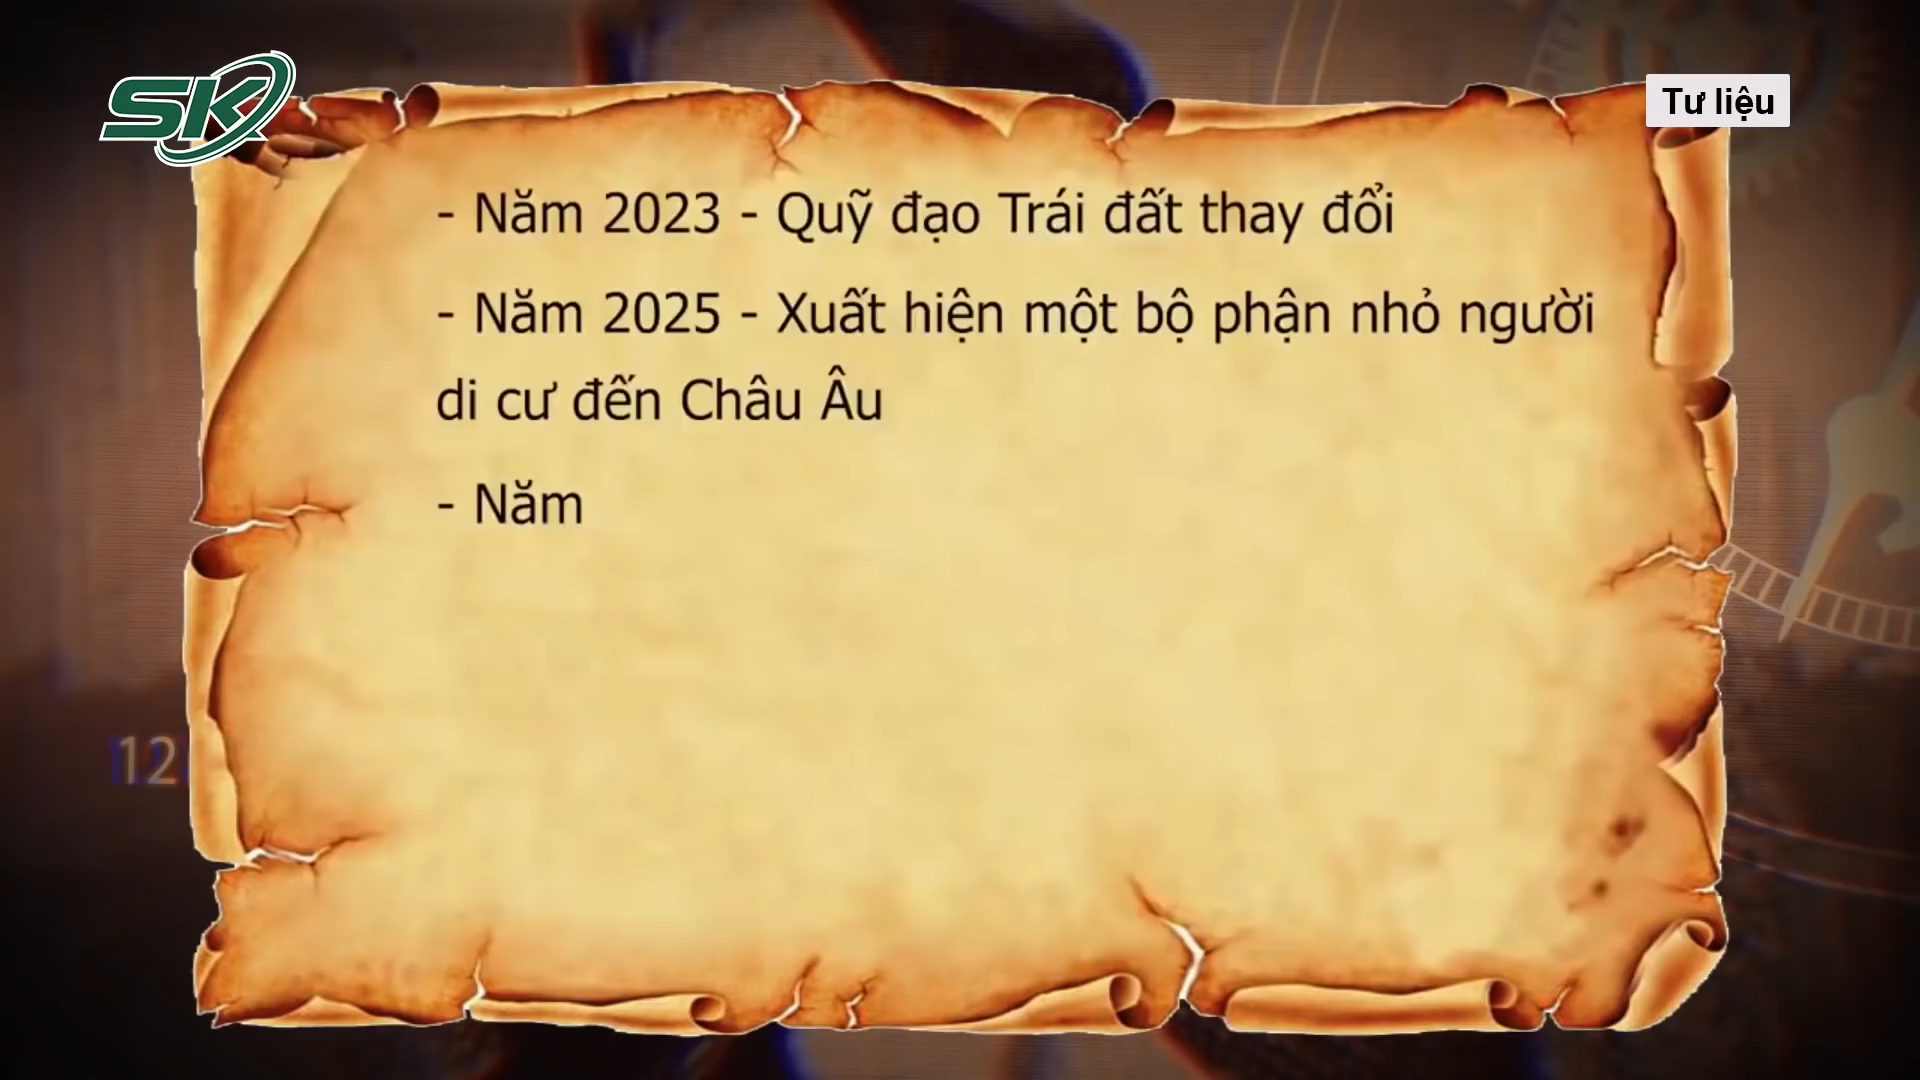 SK
Tư liệu
- Năm 2023 - Quỹ đạo Trái đất thay đổi
- Năm 2025 - Xuất hiện một bộ phận nhỏ người
di cư đến Châu Âu
- Năm
12